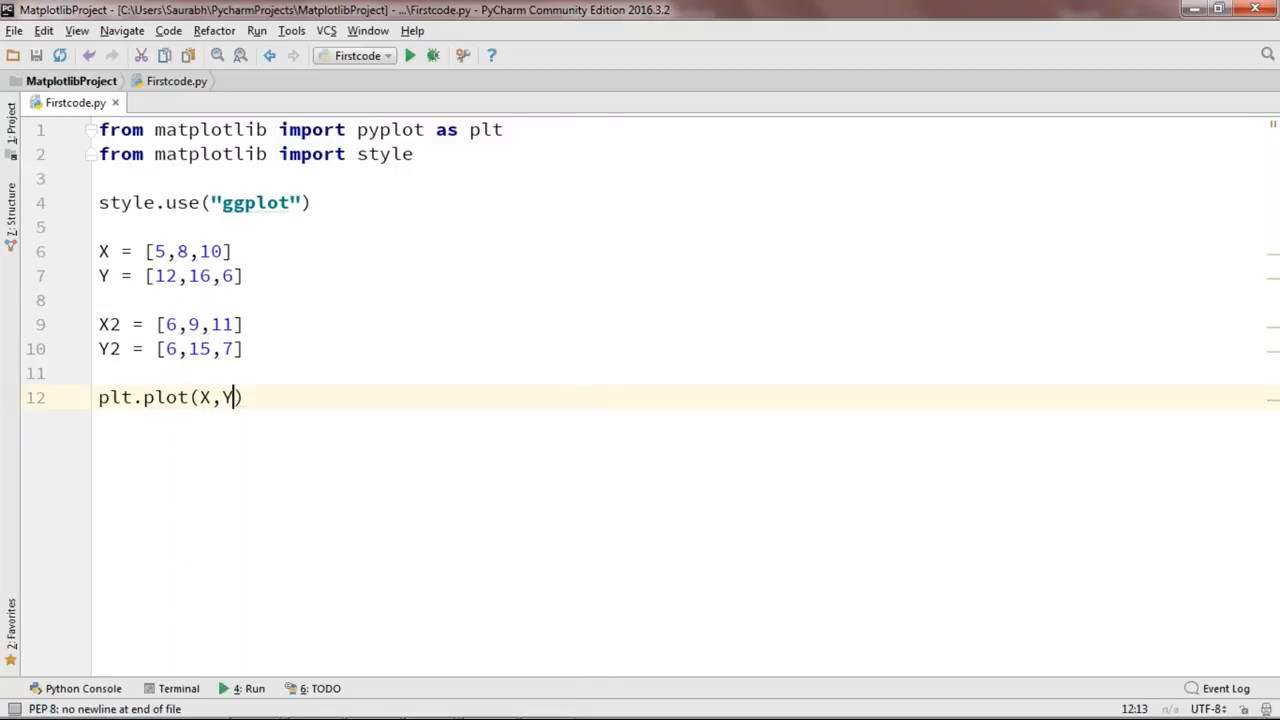 MatplotlibProject - [C:\Users\Saurabh\PycharmProjects\MatplotlibProject] - ...\Firstcode.py - PyCharm Community Edition 2016.3.2
File Edit View Navigate Code Refactor Run Tools VCS Window Help
Firstcode
MatplotlibProject Firstcode.py
Firstcode.py
1: Project
Z: Structure
2: Favorites
1 from matplotlib import pyplot as plt
2 from matplotlib import style
3
4 style.use("ggplot")
5
6 X = [5,8,10]
7 Y = [12,16,6]
8
9 X2 = [6,9,11]
10 Y2 = [6,15,7]
11
12 plt.plot(X,Y)
Python Console Terminal 4: Run 6: TODO Event Log
PEP 8: no newline at end of file 12:13 n/a UTF-8